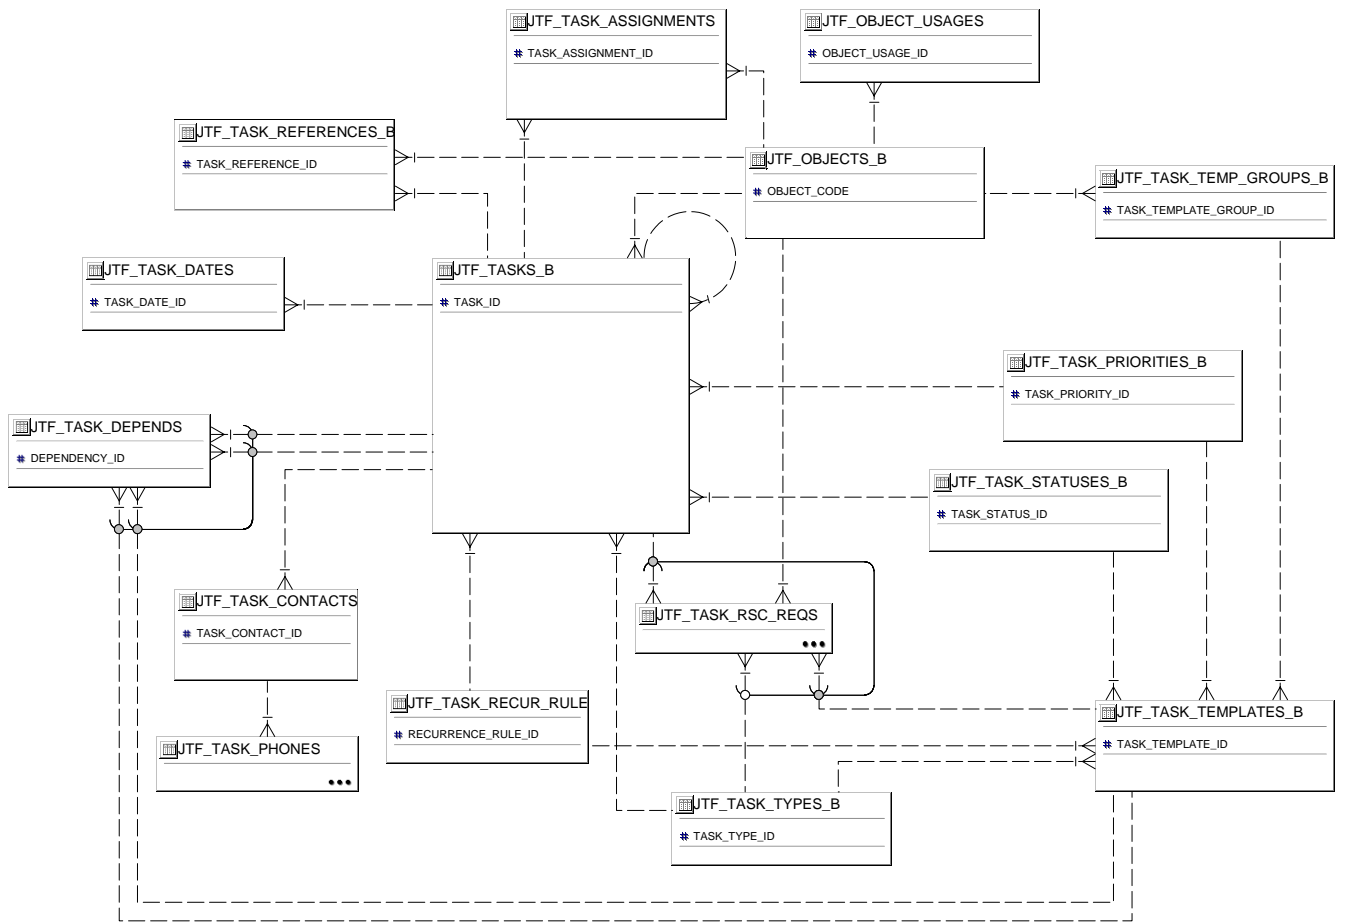 JTF_TASK_ASSIGNMENTS
# TASK_ASSIGNMENT_ID
JTF_OBJECT_USAGES
# OBJECT_USAGE_ID
JTF_TASK_REFERENCES_B
# TASK_REFERENCE_ID
JTF_OBJECTS_B
# OBJECT_CODE
JTF_TASK_TEMP_GROUPS_B
# TASK_TEMPLATE_GROUP_ID
JTF_TASK_DATES
# TASK_DATE_ID
JTF_TASKS_B
# TASK_ID
JTF_TASK_PRIORITIES_B
# TASK_PRIORITY_ID
JTF_TASK_DEPENDS
# DEPENDENCY_ID
JTF_TASK_STATUSES_B
# TASK_STATUS_ID
JTF_TASK_CONTACTS
# TASK_CONTACT_ID
JTF_TASK_RSC_REQS
JTF_TASK_RECUR_RULE
# RECURRENCE_RULE_ID
JTF_TASK_TEMPLATES_B
# TASK_TEMPLATE_ID
JTF_TASK_PHONES
JTF_TASK_TYPES_B
# TASK_TYPE_ID